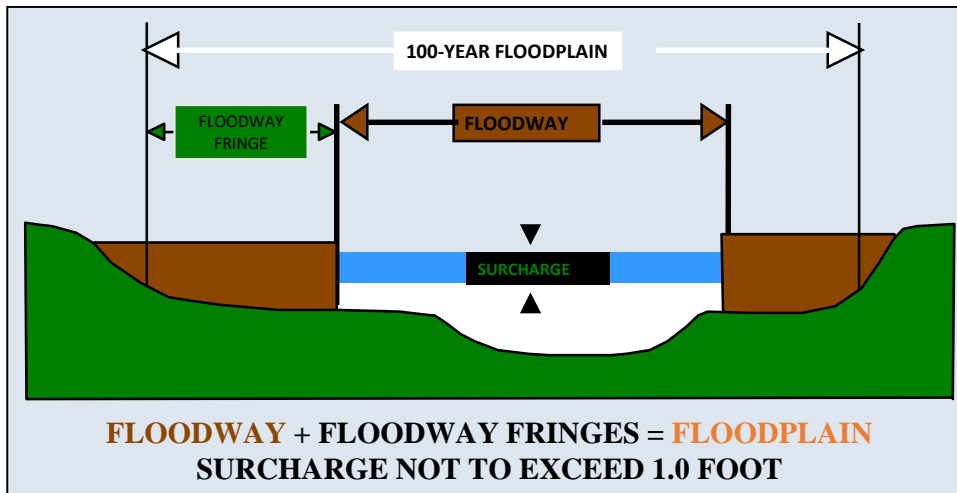 100-YEAR FLOODPLAIN
FLOODWAY
FRINGE
FLOODWAY
SURCHARGE
FLOODWAY + FLOODWAY FRINGES = FLOODPLAIN
SURCHARGE NOT TO EXCEED 1.0 FOOT